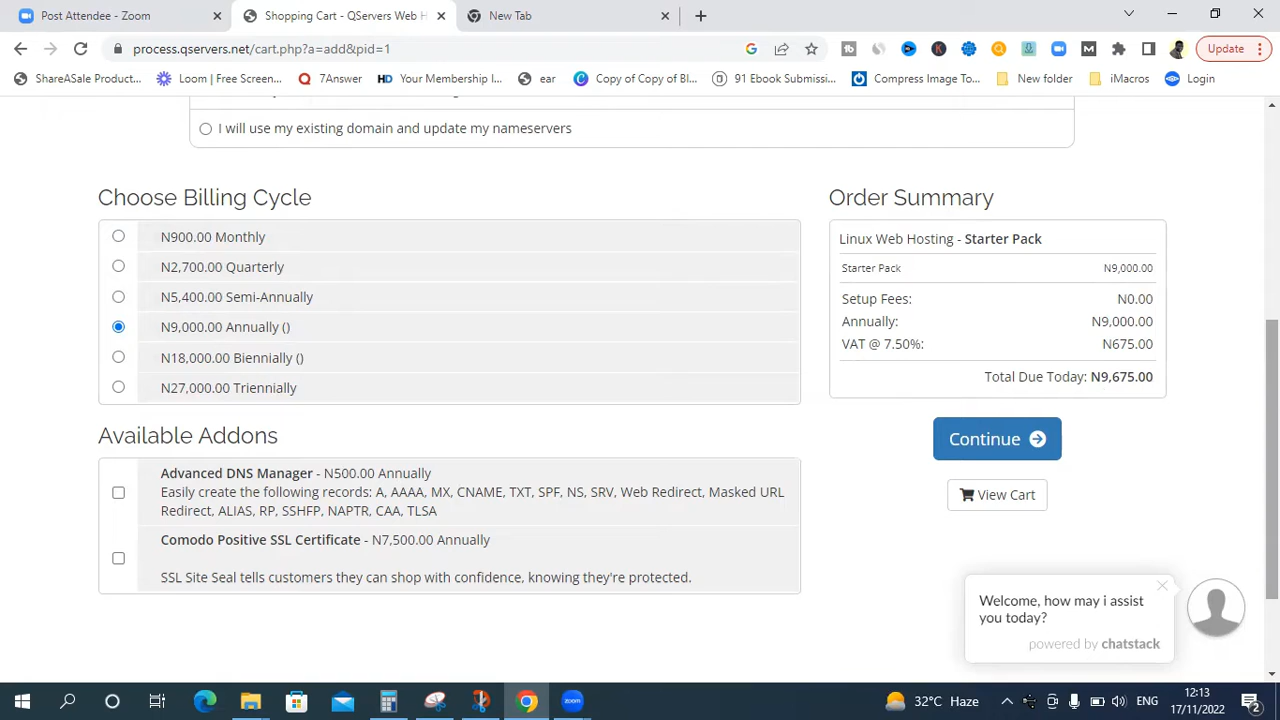 Post Attendee - Zoom
Shopping Cart - QServers Web H
New Tab
process.qservers.net/cart.php?a=add&pid=1
Update
ShareASale Product...
Loom | Free Screen...
7Answer
Your Membership I...
ear
Copy of Copy of Bl...
91 Ebook Submissi...
Compress Image To...
New folder
iMacros
Login
I will use my existing domain and update my nameservers
Choose Billing Cycle
N900.00 Monthly
N2,700.00 Quarterly
N5,400.00 Semi-Annually
N9,000.00 Annually ()
N18,000.00 Biennially ()
N27,000.00 Triennially
Available Addons
Advanced DNS Manager - N500.00 Annually
Easily create the following records: A, AAAA, MX, CNAME, TXT, SPF, NS, SRV, Web Redirect, Masked URL
Redirect, ALIAS, RP, SSHFP, NAPTR, CAA, TLSA
Comodo Positive SSL Certificate - N7,500.00 Annually
SSL Site Seal tells customers they can shop with confidence, knowing they're protected.
Order Summary
Linux Web Hosting - Starter Pack
Starter Pack N9,000.00
Setup Fees: N0.00
Annually: N9,000.00
VAT @ 7.50%: N675.00
Total Due Today: N9,675.00
Continue
View Cart
Welcome, how may i assist
you today?
powered by chatstack
32°C Haze
ENG
12:13
17/11/2022
2